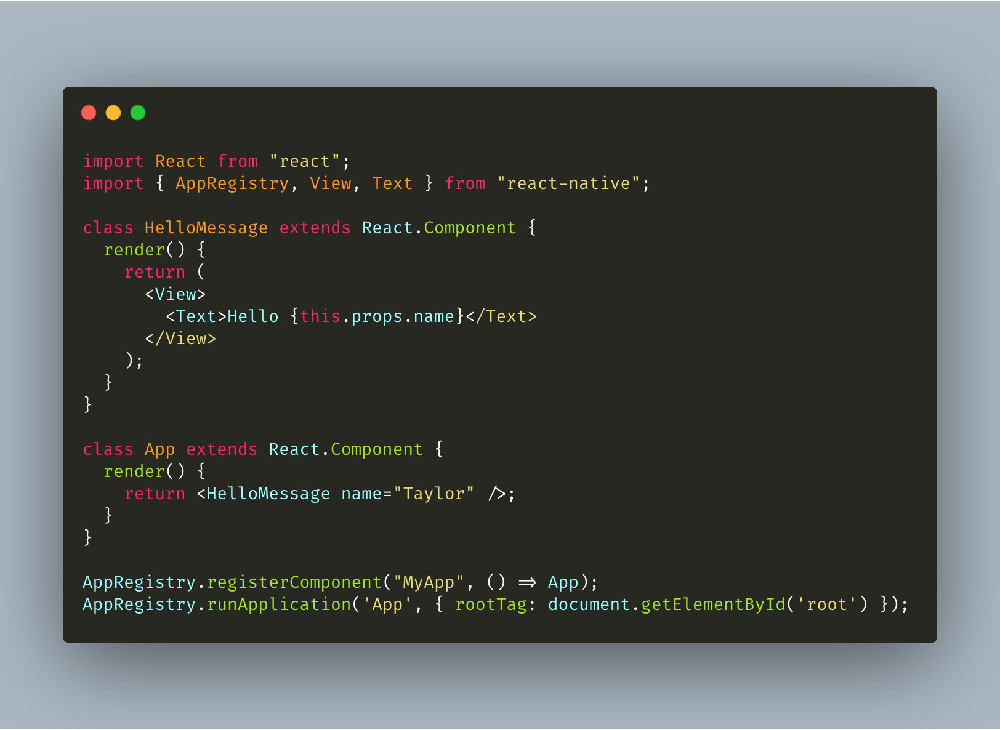 import React from "react";
import { AppRegistry, View, Text } from "react-native";

class HelloMessage extends React.Component {
  render() {
    return (
      <View>
        <Text>Hello {this.props.name}</Text>
      </View>
    );
  }
}

class App extends React.Component {
  render() {
    return <HelloMessage name="Taylor" />;
  }
}

AppRegistry.registerComponent("MyApp", () => App);
AppRegistry.runApplication('App', { rootTag: document.getElementById('root') });